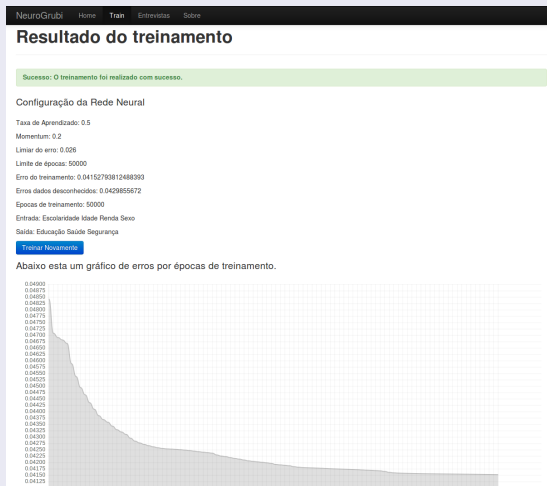 NeuroGrubi Home Train Entrevistas Sobre
Resultado do treinamento
Sucesso: O treinamento foi realizado com sucesso.
Configuração da Rede Neural
Taxa de Aprendizado: 0.5
Momentum: 0.2
Limiar do erro: 0.026
Limite de épocas: 50000
Erro do treinamento: 0.04152793812488393
Erros dados desconhecidos: 0.0429855672
Epocas de treinamento: 50000
Entrada: Escolaridade Idade Renda Sexo
Saída: Educação Saúde Segurança
Treinar Novamente
Abaixo esta um gráfico de erros por épocas de treinamento.
0.04900
0.04875
0.04850
0.04825
0.04800
0.04775
0.04750
0.04725
0.04700
0.04675
0.04650
0.04625
0.04600
0.04575
0.04550
0.04525
0.04500
0.04475
0.04450
0.04425
0.04400
0.04375
0.04350
0.04325
0.04300
0.04275
0.04250
0.04225
0.04200
0.04175
0.04150
0.04125